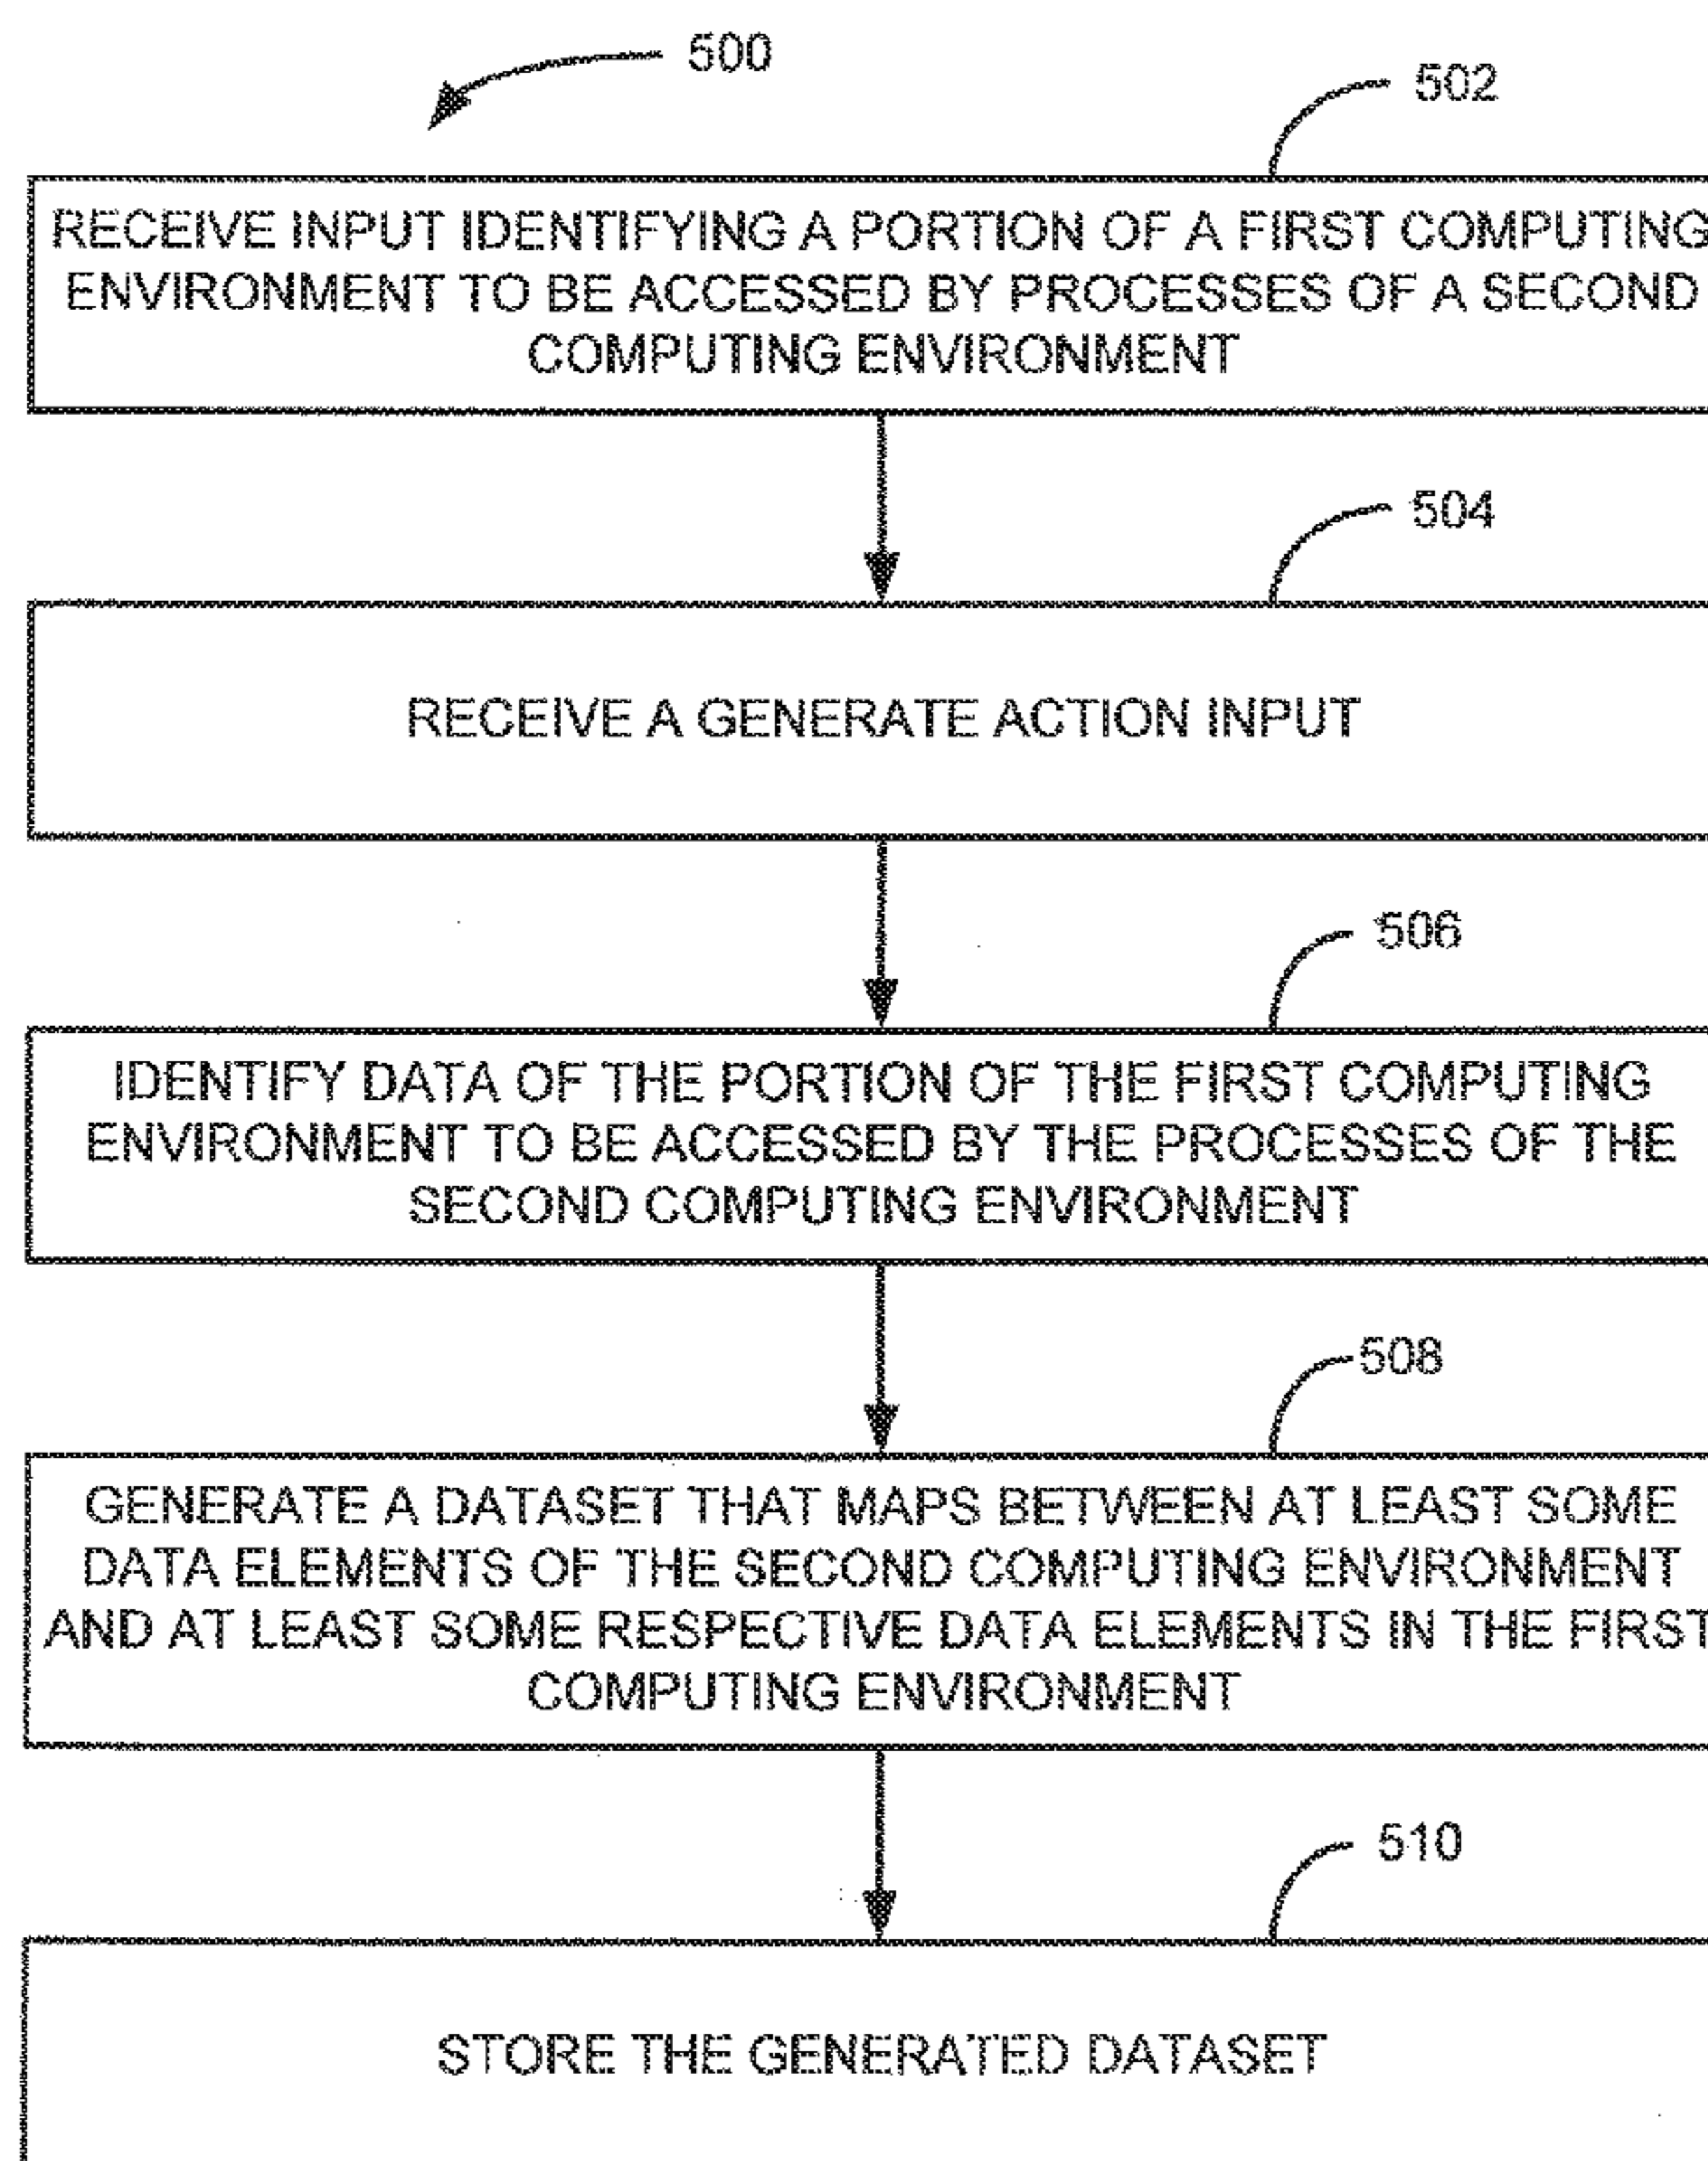 500
502
RECEIVE INPUT IDENTIFYING A PORTION OF A FIRST COMPUTING
ENVIRONMENT TO BE ACCESSED BY PROCESSES OF A SECOND
COMPUTING ENVIRONMENT
504
RECEIVE A GENERATE ACTION INPUT
506
IDENTIFY DATA OF THE PORTION OF THE FIRST COMPUTING
ENVIRONMENT TO BE ACCESSED BY THE PROCESSES OF THE
SECOND COMPUTING ENVIRONMENT
508
GENERATE A DATASET THAT MAPS BETWEEN AT LEAST SOME
DATA ELEMENTS OF THE SECOND COMPUTING ENVIRONMENT
AND AT LEAST SOME RESPECTIVE DATA ELEMENTS IN THE FIRST
COMPUTING ENVIRONMENT
510
STORE THE GENERATED DATASET